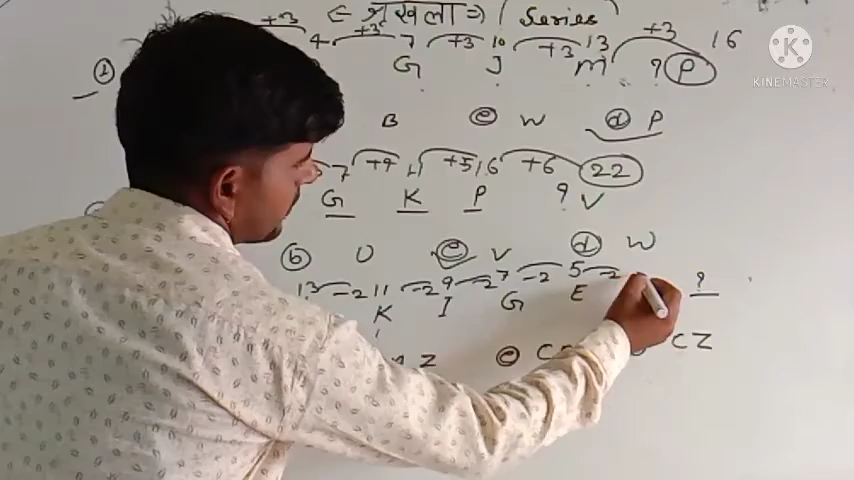 ⇐ श्रृंखला ⇒ (Series)
+3 +3 +3 +3 +3
① 4 7 10 13 16
G J M ? P
B ⓒ W ⓓ P
7 +4 11 +5 16 +6 22
G K P ? V
ⓑ U ⓒ V ⓓ W
13 -2 11 -2 9 -2 7 -2 5 -2
K I G E ?
Z ⓒ CZ